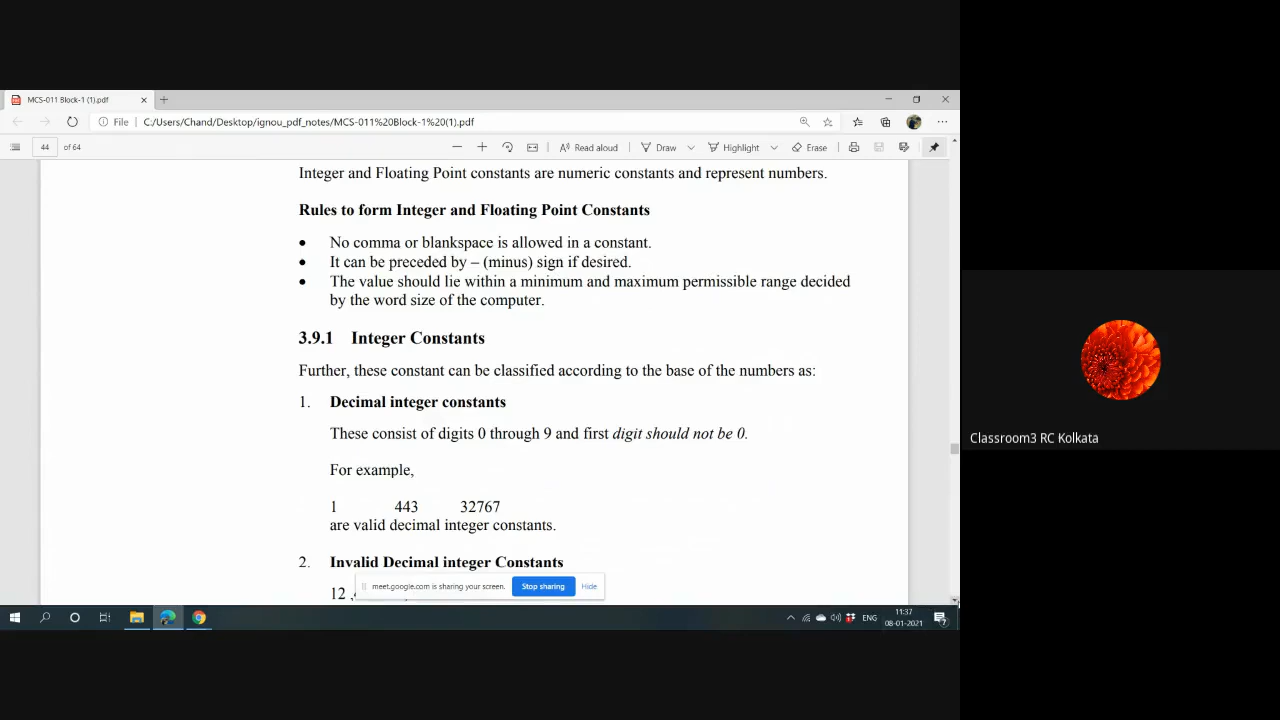 MCS-011 Block-1 (1).pdf
File C:/Users/Chand/Desktop/ignou_pdf_notes/MCS-011%20Block-1%20(1).pdf
44 of 64 Read aloud Draw Highlight Erase
Integer and Floating Point constants are numeric constants and represent numbers.
Rules to form Integer and Floating Point Constants
• No comma or blankspace is allowed in a constant.
• It can be preceded by – (minus) sign if desired.
• The value should lie within a minimum and maximum permissible range decided
by the word size of the computer.
3.9.1 Integer Constants
Further, these constant can be classified according to the base of the numbers as:
1. Decimal integer constants
These consist of digits 0 through 9 and first digit should not be 0.
For example,
1 443 32767
are valid decimal integer constants.
2. Invalid Decimal integer Constants
12
meet.google.com is sharing your screen. Stop sharing Hide
Classroom3 RC Kolkata
ENG
11:37
08-01-2021